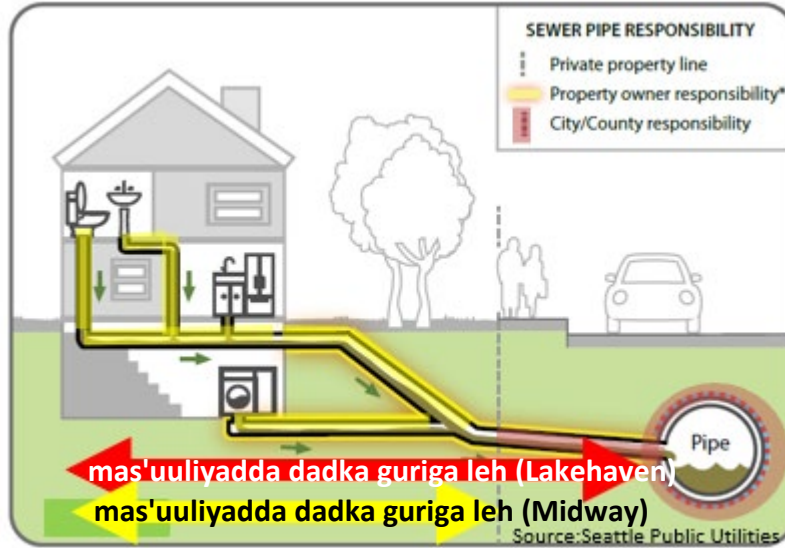 SEWER PIPE RESPONSIBILITY
Private property line
Property owner responsibility*
City/County responsibility
Pipe
mas'uuliyadda dadka guriga leh (Lakehaven)
mas'uuliyadda dadka guriga leh (Midway)
Source:Seattle Public Utilities